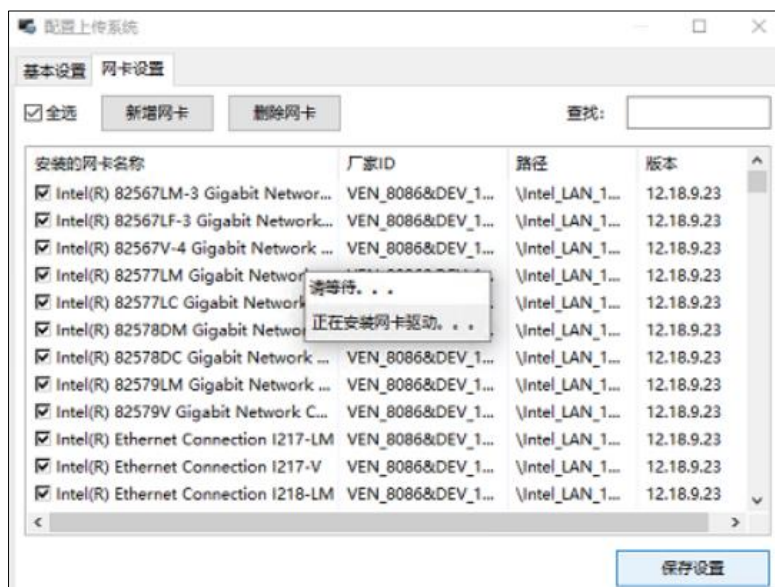 配置上传系统
基本设置 网卡设置
全选 新增网卡 删除网卡 查找:
安装的网卡名称 厂家ID 路径 版本
Intel(R) 82567LM-3 Gigabit Networ... VEN_8086&DEV_1... \Intel_LAN_1... 12.18.9.23
Intel(R) 82567LF-3 Gigabit Network... VEN_8086&DEV_1... \Intel_LAN_1... 12.18.9.23
Intel(R) 82567V-4 Gigabit Network ... VEN_8086&DEV_1... \Intel_LAN_1... 12.18.9.23
Intel(R) 82577LM Gigabit Networ \Intel_LAN_1... 12.18.9.23
请等待。。。
Intel(R) 82577LC Gigabit Network \Intel_LAN_1... 12.18.9.23
正在安装网卡驱动。。。
Intel(R) 82578DM Gigabit Networ \Intel_LAN_1... 12.18.9.23
Intel(R) 82578DC Gigabit Network ... VEN_8086&DEV_1... \Intel_LAN_1... 12.18.9.23
Intel(R) 82579LM Gigabit Network ... VEN_8086&DEV_1... \Intel_LAN_1... 12.18.9.23
Intel(R) 82579V Gigabit Network C... VEN_8086&DEV_1... \Intel_LAN_1... 12.18.9.23
Intel(R) Ethernet Connection I217-LM VEN_8086&DEV_1... \Intel_LAN_1... 12.18.9.23
Intel(R) Ethernet Connection I217-V VEN_8086&DEV_1... \Intel_LAN_1... 12.18.9.23
Intel(R) Ethernet Connection I218-LM VEN_8086&DEV_1... \Intel_LAN_1... 12.18.9.23
保存设置